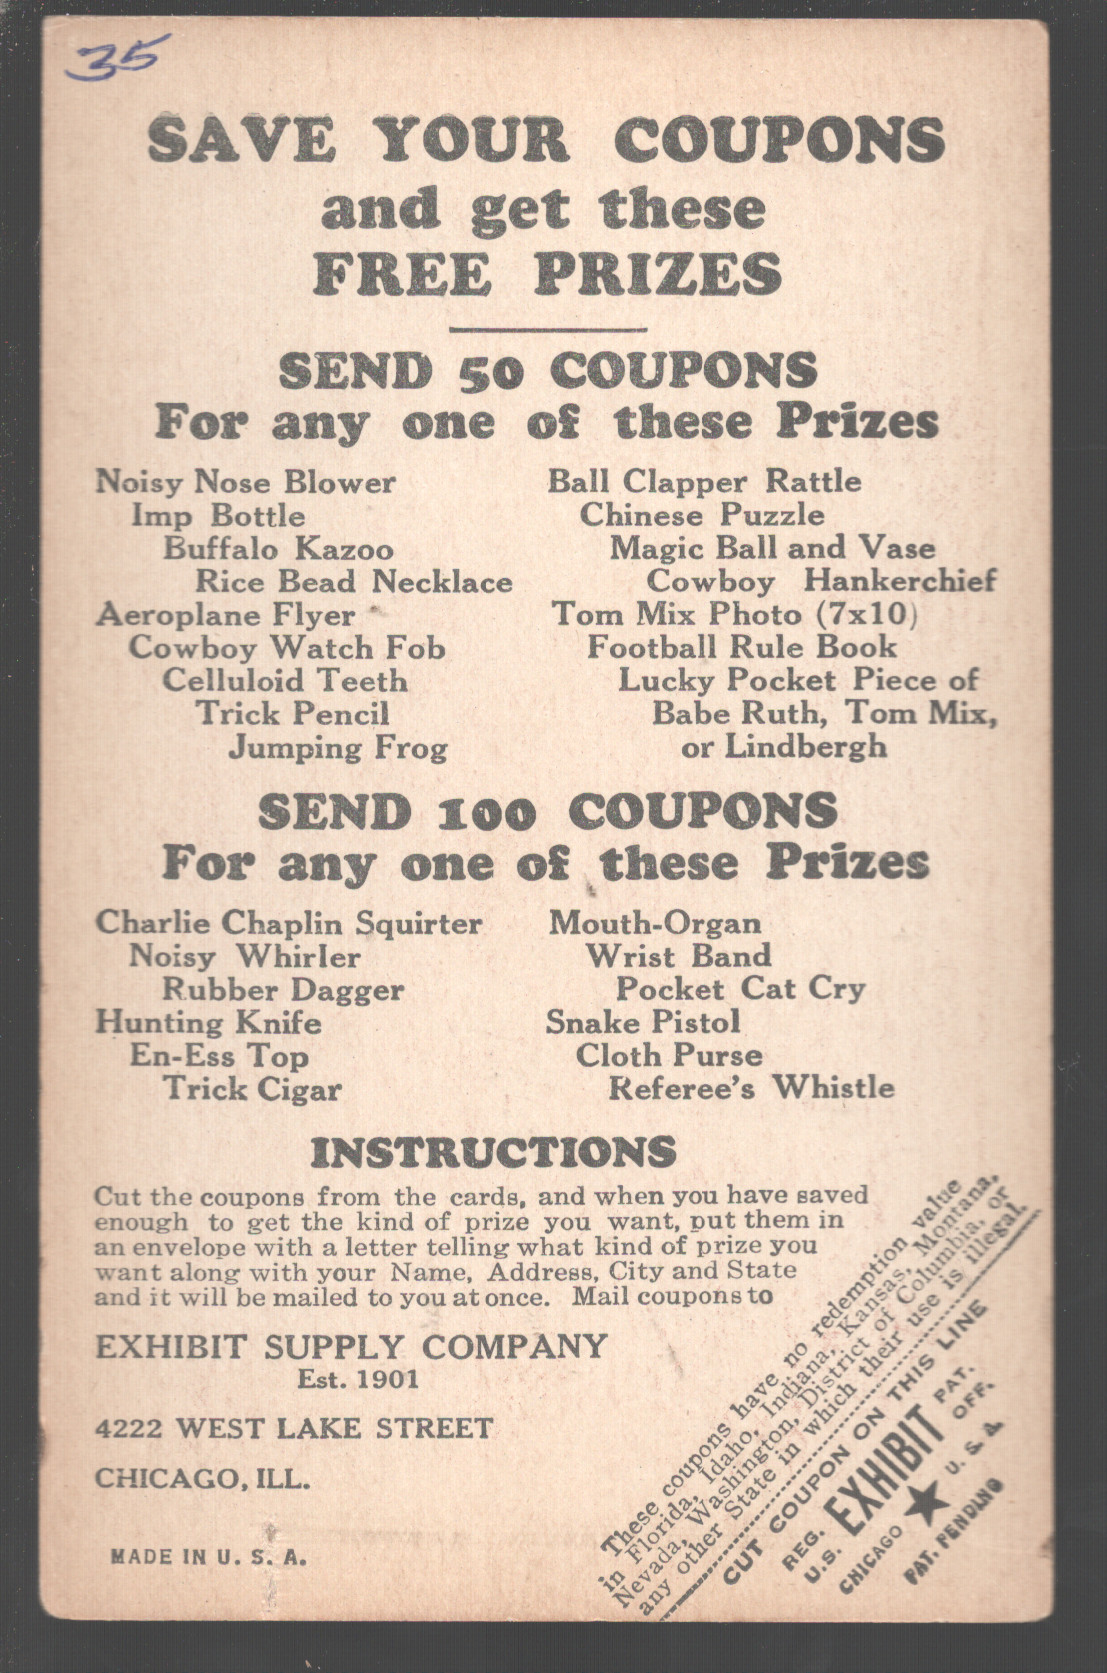 35
SAVE YOUR COUPONS
and get these
FREE PRIZES
SEND 50 COUPONS
For any one of these Prizes
Noisy Nose Blower
Imp Bottle
Buffalo Kazoo
Rice Bead Necklace
Aeroplane Flyer
Cowboy Watch Fob
Celluloid Teeth
Trick Pencil
Jumping Frog
Ball Clapper Rattle
Chinese Puzzle
Magic Ball and Vase
Cowboy Hankerchief
Tom Mix Photo (7x10)
Football Rule Book
Lucky Pocket Piece of
Babe Ruth, Tom Mix,
or Lindbergh
SEND 100 COUPONS
For any one of these Prizes
Charlie Chaplin Squirter
Noisy Whirler
Rubber Dagger
Hunting Knife
En-Ess Top
Trick Cigar
Mouth-Organ
Wrist Band
Pocket Cat Cry
Snake Pistol
Cloth Purse
Referee's Whistle
INSTRUCTIONS
Cut the coupons from the cards, and when you have saved
enough to get the kind of prize you want, put them in
an envelope with a letter telling what kind of prize you
want along with your Name, Address, City and State
and it will be mailed to you at once. Mail coupons to
EXHIBIT SUPPLY COMPANY
Est. 1901
4222 WEST LAKE STREET
CHICAGO, ILL.
MADE IN U. S. A.
These coupons have no redemption value
in Florida, Idaho, Indiana, Kansas, Montana,
Nevada, Washington, District of Columbia, or
any other State in which their use is illegal.
CUT COUPON ON THIS LINE
REG. EXHIBIT PAT.
U.S. OFF.
CHICAGO ★ U. S. A.
PAT. PENDING